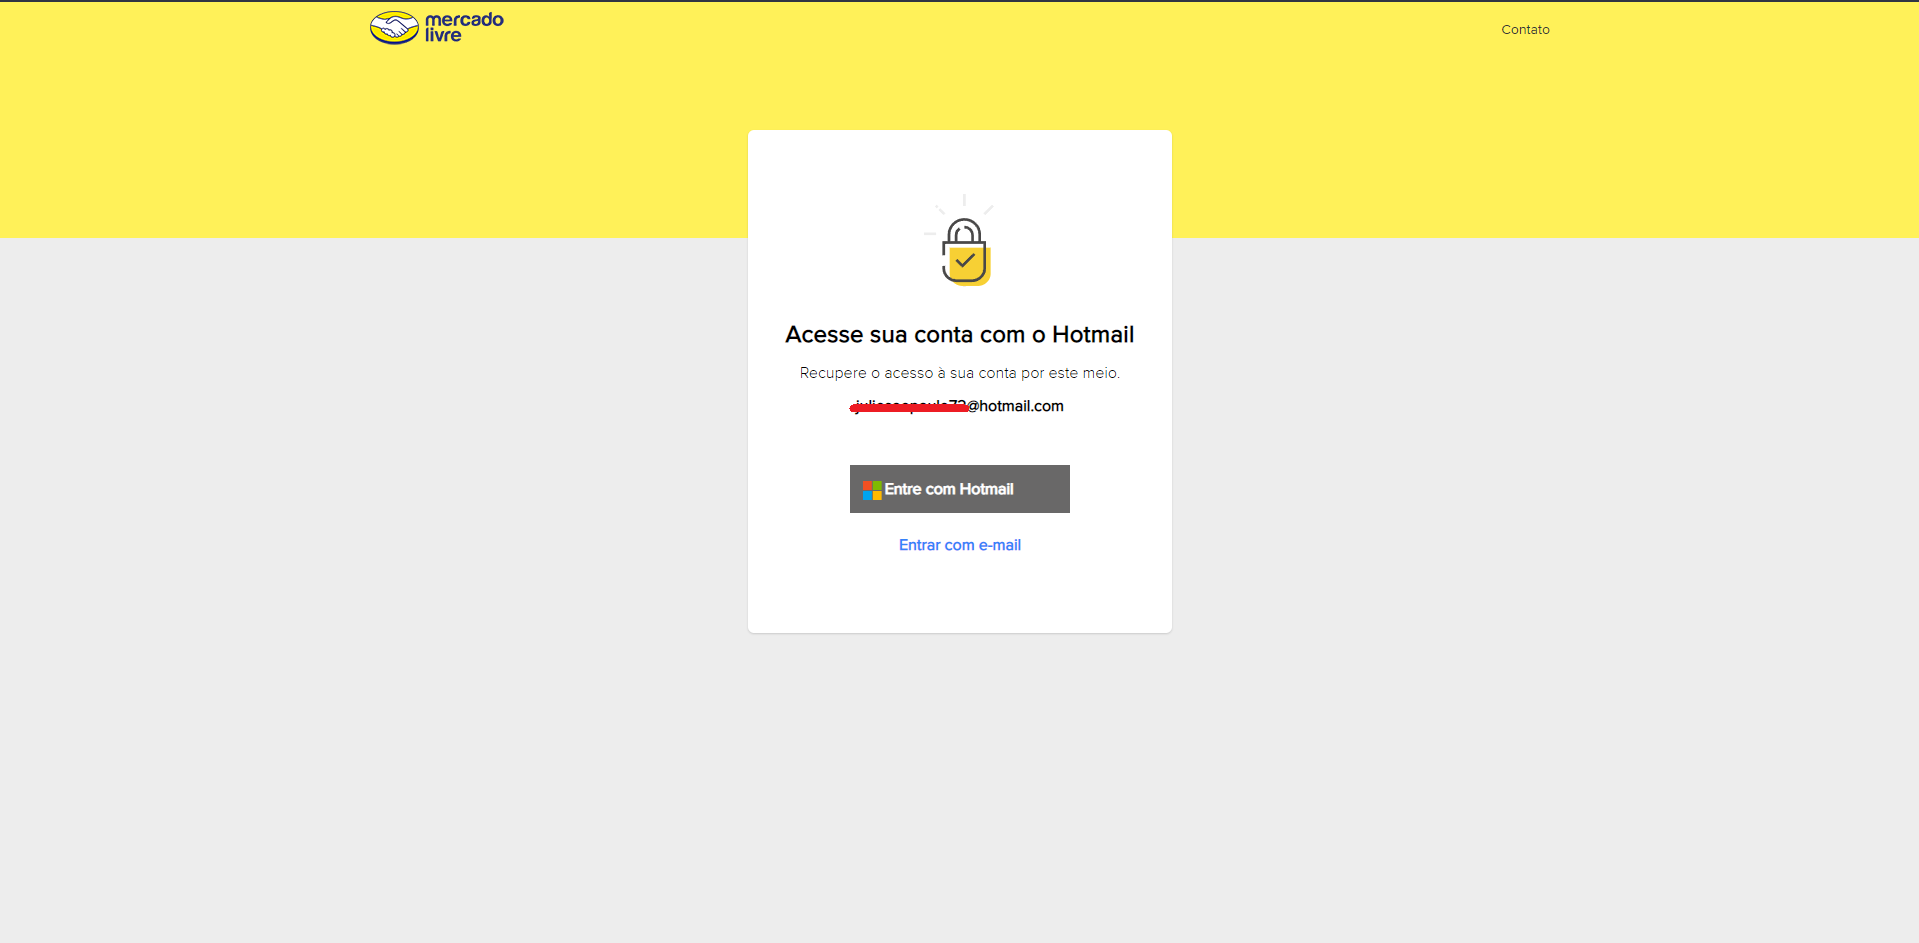 mercado
livre
Contato
Acesse sua conta com o Hotmail
Recupere o acesso à sua conta por este meio.
@hotmail.com
Entre com Hotmail
Entrar com e-mail